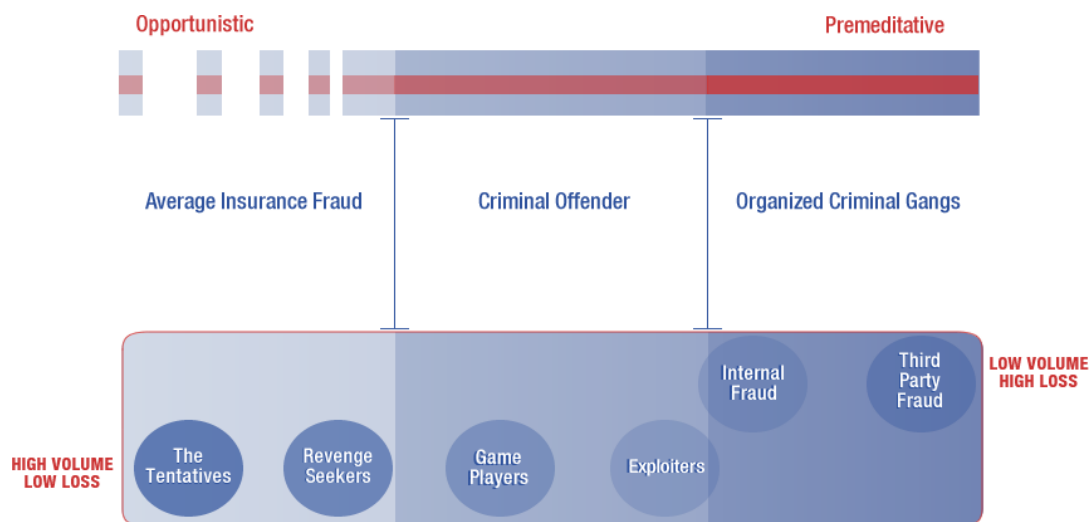 Opportunistic
Premeditative
Average Insurance Fraud
Criminal Offender
Organized Criminal Gangs
Internal
Fraud
Third
Party
Fraud
LOW VOLUME
HIGH LOSS
HIGH VOLUME
LOW LOSS
The
Tentatives
Revenge
Seekers
Game
Players
Exploiters